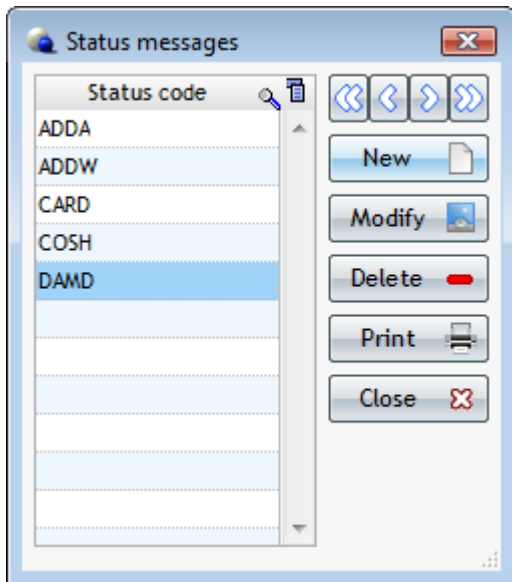 Status messages
Status code
ADDA
ADDW
CARD
COSH
DAMD
New
Modify
Delete
Print
Close